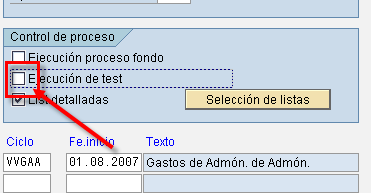 Control de proceso
Ejecución proceso fondo
Ejecución de test
List.detalladas
Selección de listas
Ciclo Fe.inicio Texto
VVGAA 01.08.2007 Gastos de Admón. de Admón.